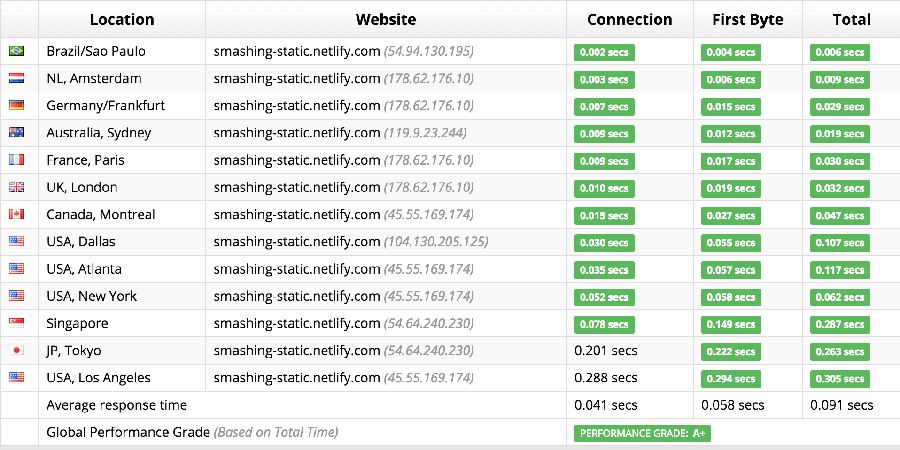 Location Website Connection First Byte Total
Brazil/Sao Paulo smashing-static.netlify.com (54.94.130.195) 0.002 secs 0.004 secs 0.006 secs
NL, Amsterdam smashing-static.netlify.com (178.62.176.10) 0.003 secs 0.006 secs 0.009 secs
Germany/Frankfurt smashing-static.netlify.com (178.62.176.10) 0.007 secs 0.015 secs 0.029 secs
Australia, Sydney smashing-static.netlify.com (119.9.23.244) 0.009 secs 0.012 secs 0.019 secs
France, Paris smashing-static.netlify.com (178.62.176.10) 0.009 secs 0.017 secs 0.030 secs
UK, London smashing-static.netlify.com (178.62.176.10) 0.010 secs 0.019 secs 0.032 secs
Canada, Montreal smashing-static.netlify.com (45.55.169.174) 0.015 secs 0.027 secs 0.047 secs
USA, Dallas smashing-static.netlify.com (104.130.205.125) 0.030 secs 0.055 secs 0.107 secs
USA, Atlanta smashing-static.netlify.com (45.55.169.174) 0.035 secs 0.057 secs 0.117 secs
USA, New York smashing-static.netlify.com (45.55.169.174) 0.052 secs 0.058 secs 0.062 secs
Singapore smashing-static.netlify.com (54.64.240.230) 0.078 secs 0.149 secs 0.287 secs
JP, Tokyo smashing-static.netlify.com (54.64.240.230) 0.201 secs 0.222 secs 0.263 secs
USA, Los Angeles smashing-static.netlify.com (45.55.169.174) 0.288 secs 0.294 secs 0.305 secs
Average response time 0.041 secs 0.058 secs 0.091 secs
Global Performance Grade (Based on Total Time) PERFORMANCE GRADE: A+